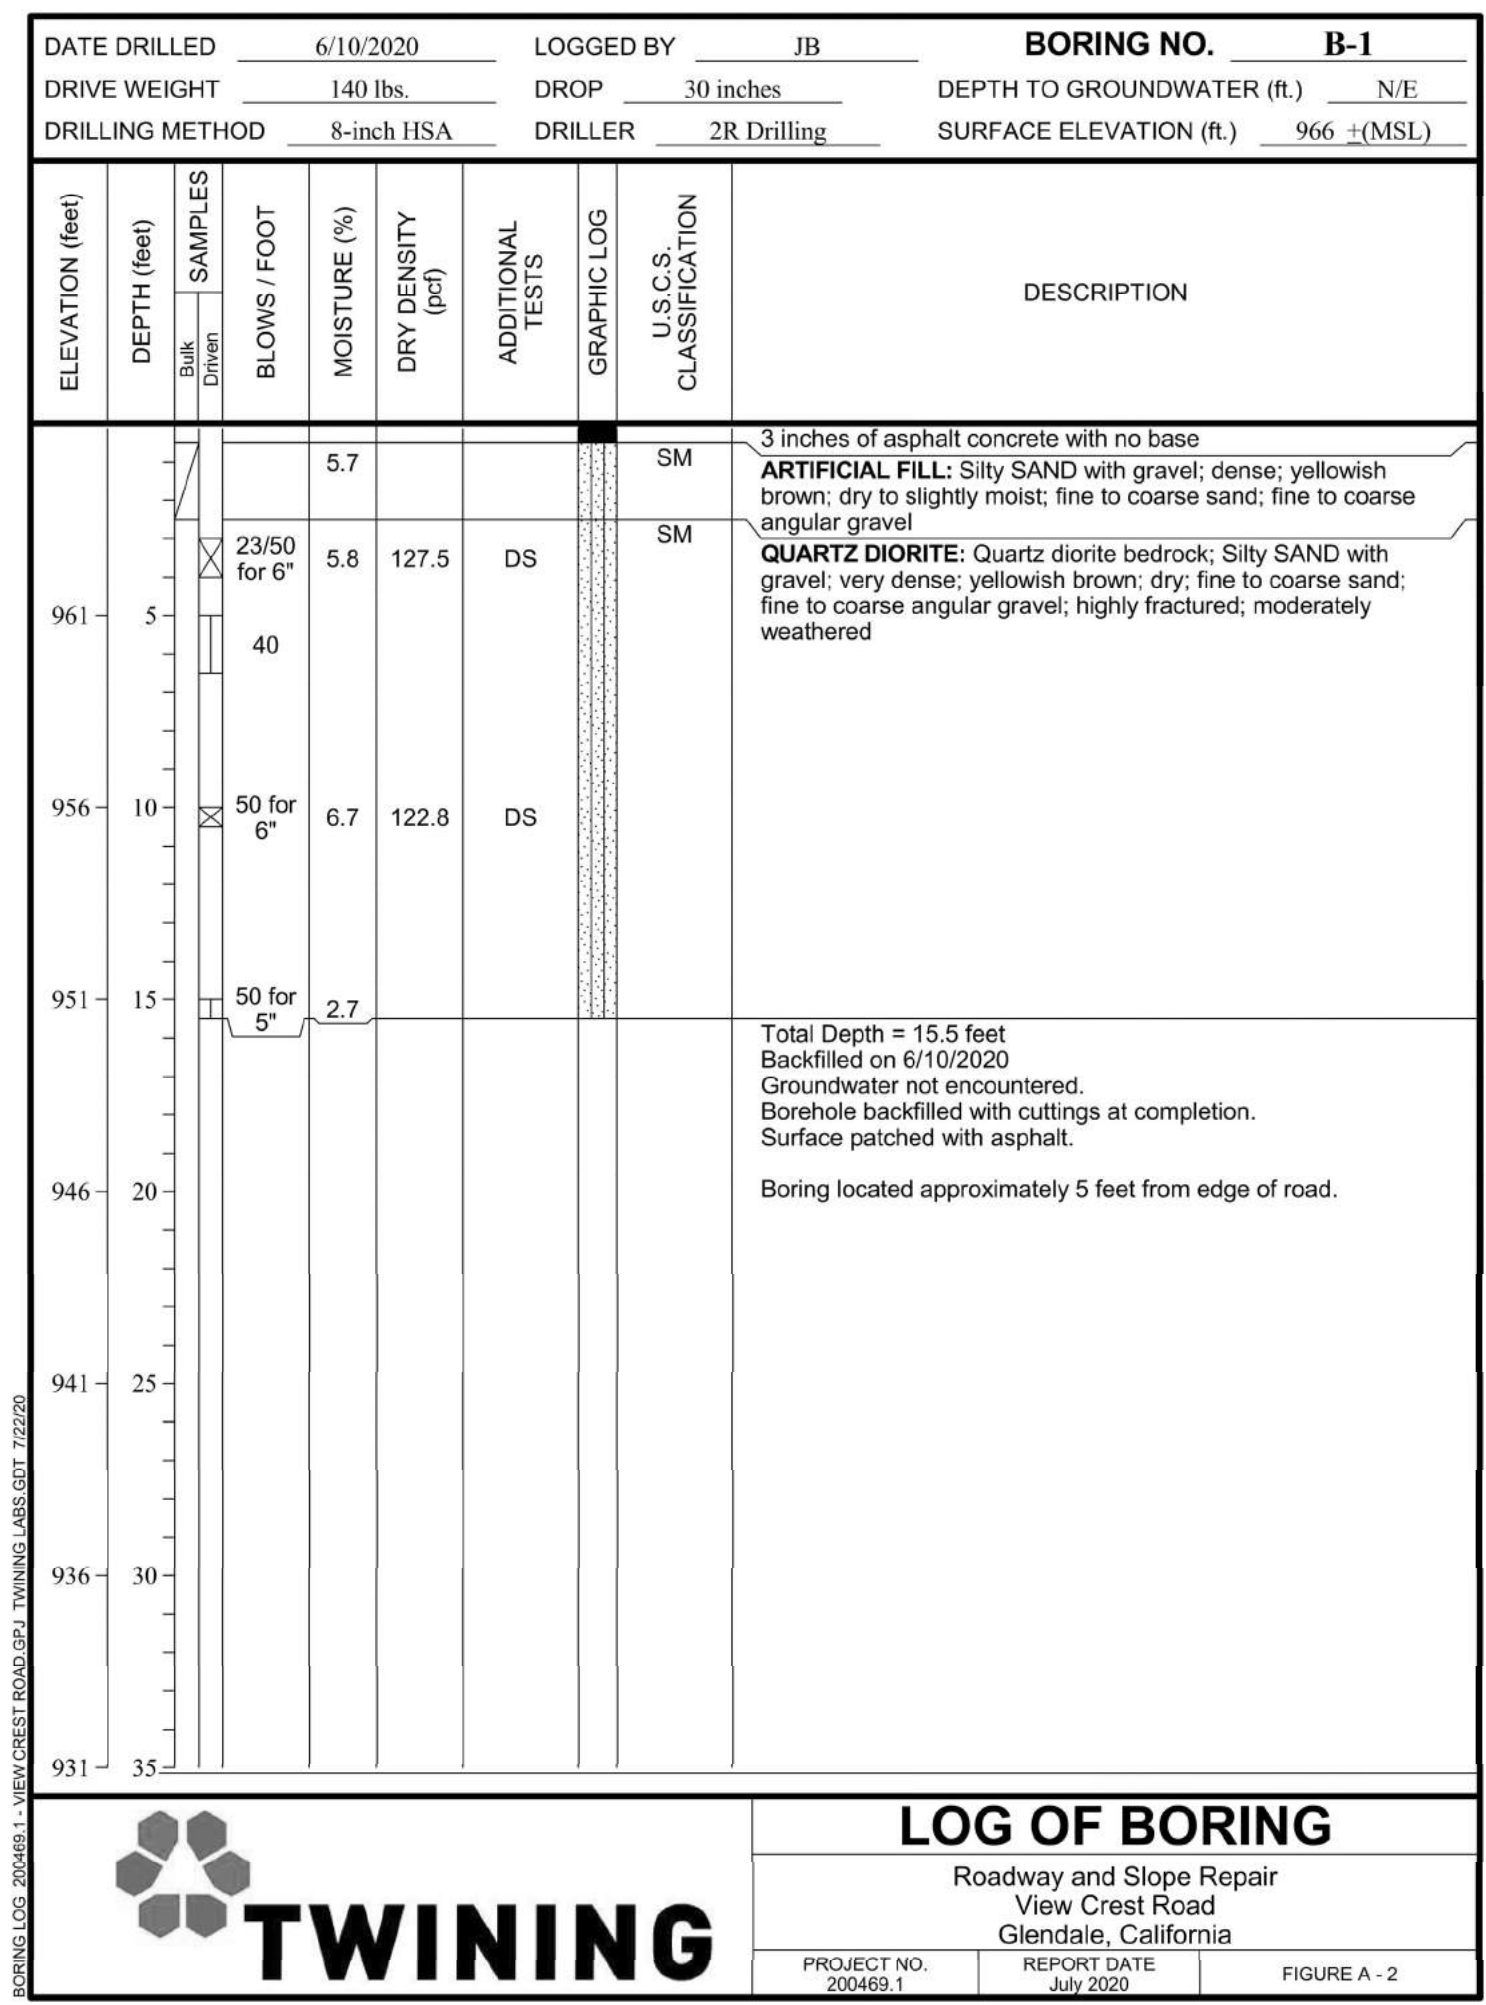 DATE DRILLED 6/10/2020 LOGGED BY JB BORING NO. B-1
DRIVE WEIGHT 140 lbs. DROP 30 inches DEPTH TO GROUNDWATER (ft.) N/E
DRILLING METHOD 8-inch HSA DRILLER 2R Drilling SURFACE ELEVATION (ft.) 966 ±(MSL)
ELEVATION (feet)
DEPTH (feet)
SAMPLES
Bulk
Driven
BLOWS / FOOT
MOISTURE (%)
DRY DENSITY
(pcf)
ADDITIONAL
TESTS
GRAPHIC LOG
U.S.C.S.
CLASSIFICATION
DESCRIPTION
3 inches of asphalt concrete with no base
5.7 SM
ARTIFICIAL FILL: Silty SAND with gravel; dense; yellowish
brown; dry to slightly moist; fine to coarse sand; fine to coarse
angular gravel
SM
23/50
for 6" 5.8 127.5 DS
QUARTZ DIORITE: Quartz diorite bedrock; Silty SAND with
gravel; very dense; yellowish brown; dry; fine to coarse sand;
fine to coarse angular gravel; highly fractured; moderately
weathered
961 5
40
956 10 50 for
6" 6.7 122.8 DS
951 15 50 for
5" 2.7
Total Depth = 15.5 feet
Backfilled on 6/10/2020
Groundwater not encountered.
Borehole backfilled with cuttings at completion.
Surface patched with asphalt.
946 20
Boring located approximately 5 feet from edge of road.
941 25
936 30
931 35
BORING LOG 200469.1 - VIEW CREST ROAD.GPJ TWINING LABS.GDT 7/22/20
TWINING
LOG OF BORING
Roadway and Slope Repair
View Crest Road
Glendale, California
PROJECT NO.
200469.1
REPORT DATE
July 2020
FIGURE A - 2